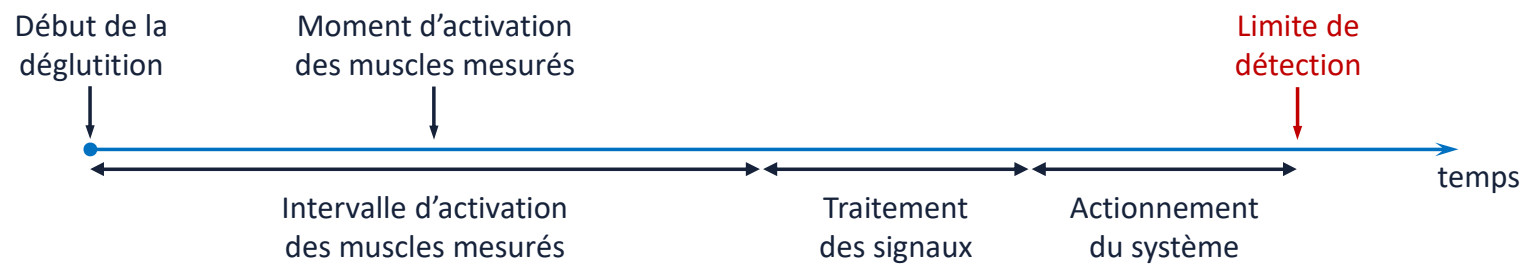 Début de la
déglutition
Moment d’activation
des muscles mesurés
Limite de
détection
temps
Intervalle d’activation
des muscles mesurés
Traitement
des signaux
Actionnement
du système